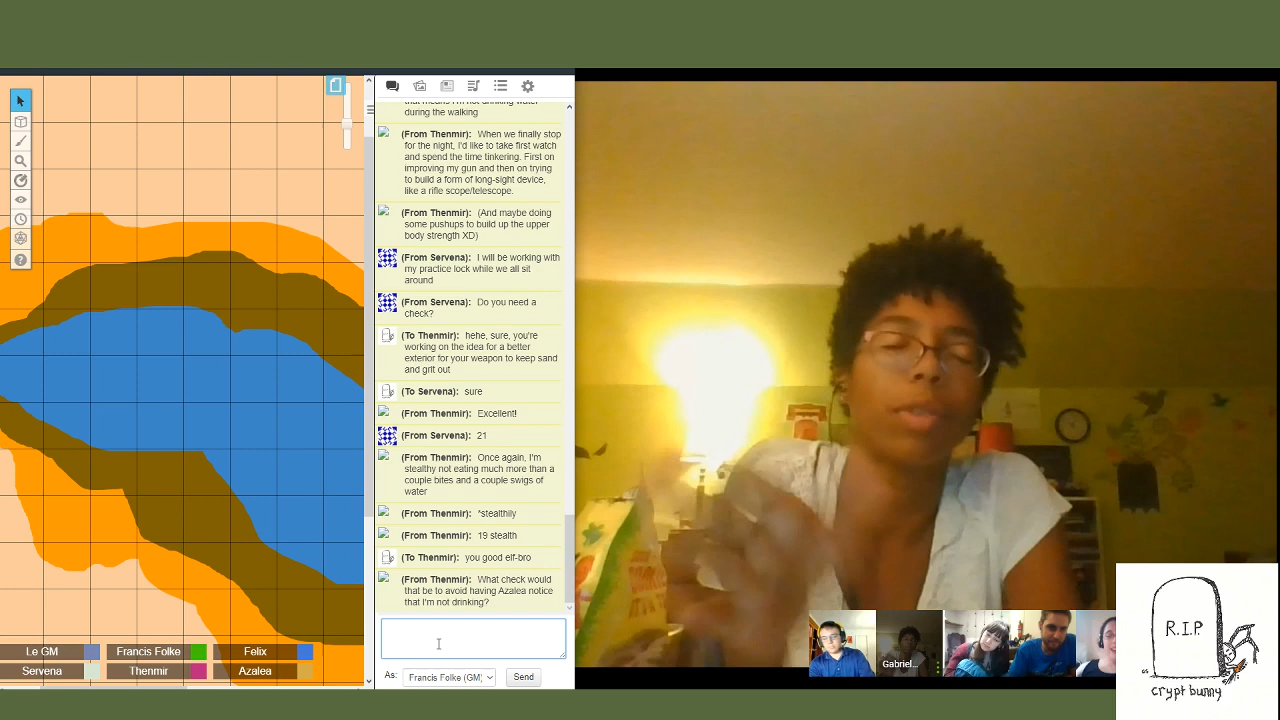 that means I'm not drinking water
during the walking
(From Thenmir): When we finally stop
for the night, I'd like to take first watch
and spend the time tinkering. First on
improving my gun and then on trying
to build a form of long-sight device,
like a rifle scope/telescope.
(From Thenmir): (And maybe doing
some pushups to build up the upper
body strength XD)
(From Servena): I will be working with
my practice lock while we all sit
around
(From Servena): Do you need a
check?
(To Thenmir): hehe, sure, you're
working on the idea for a better
exterior for your weapon to keep sand
and grit out
(To Servena): sure
(From Thenmir): Excellent!
(From Servena): 21
(From Thenmir): Once again, I'm
stealthy not eating much more than a
couple bites and a couple swigs of
water
(From Thenmir): *stealthily
(From Thenmir): 19 stealth
(To Thenmir): you good elf-bro
(From Thenmir): What check would
that be to avoid having Azalea notice
that I'm not drinking?
As: Francis Folke (GM) Send
Le GM Francis Folke Felix
Servena Thenmir Azalea
Gabriel...
R.I.P.
crypt bunny